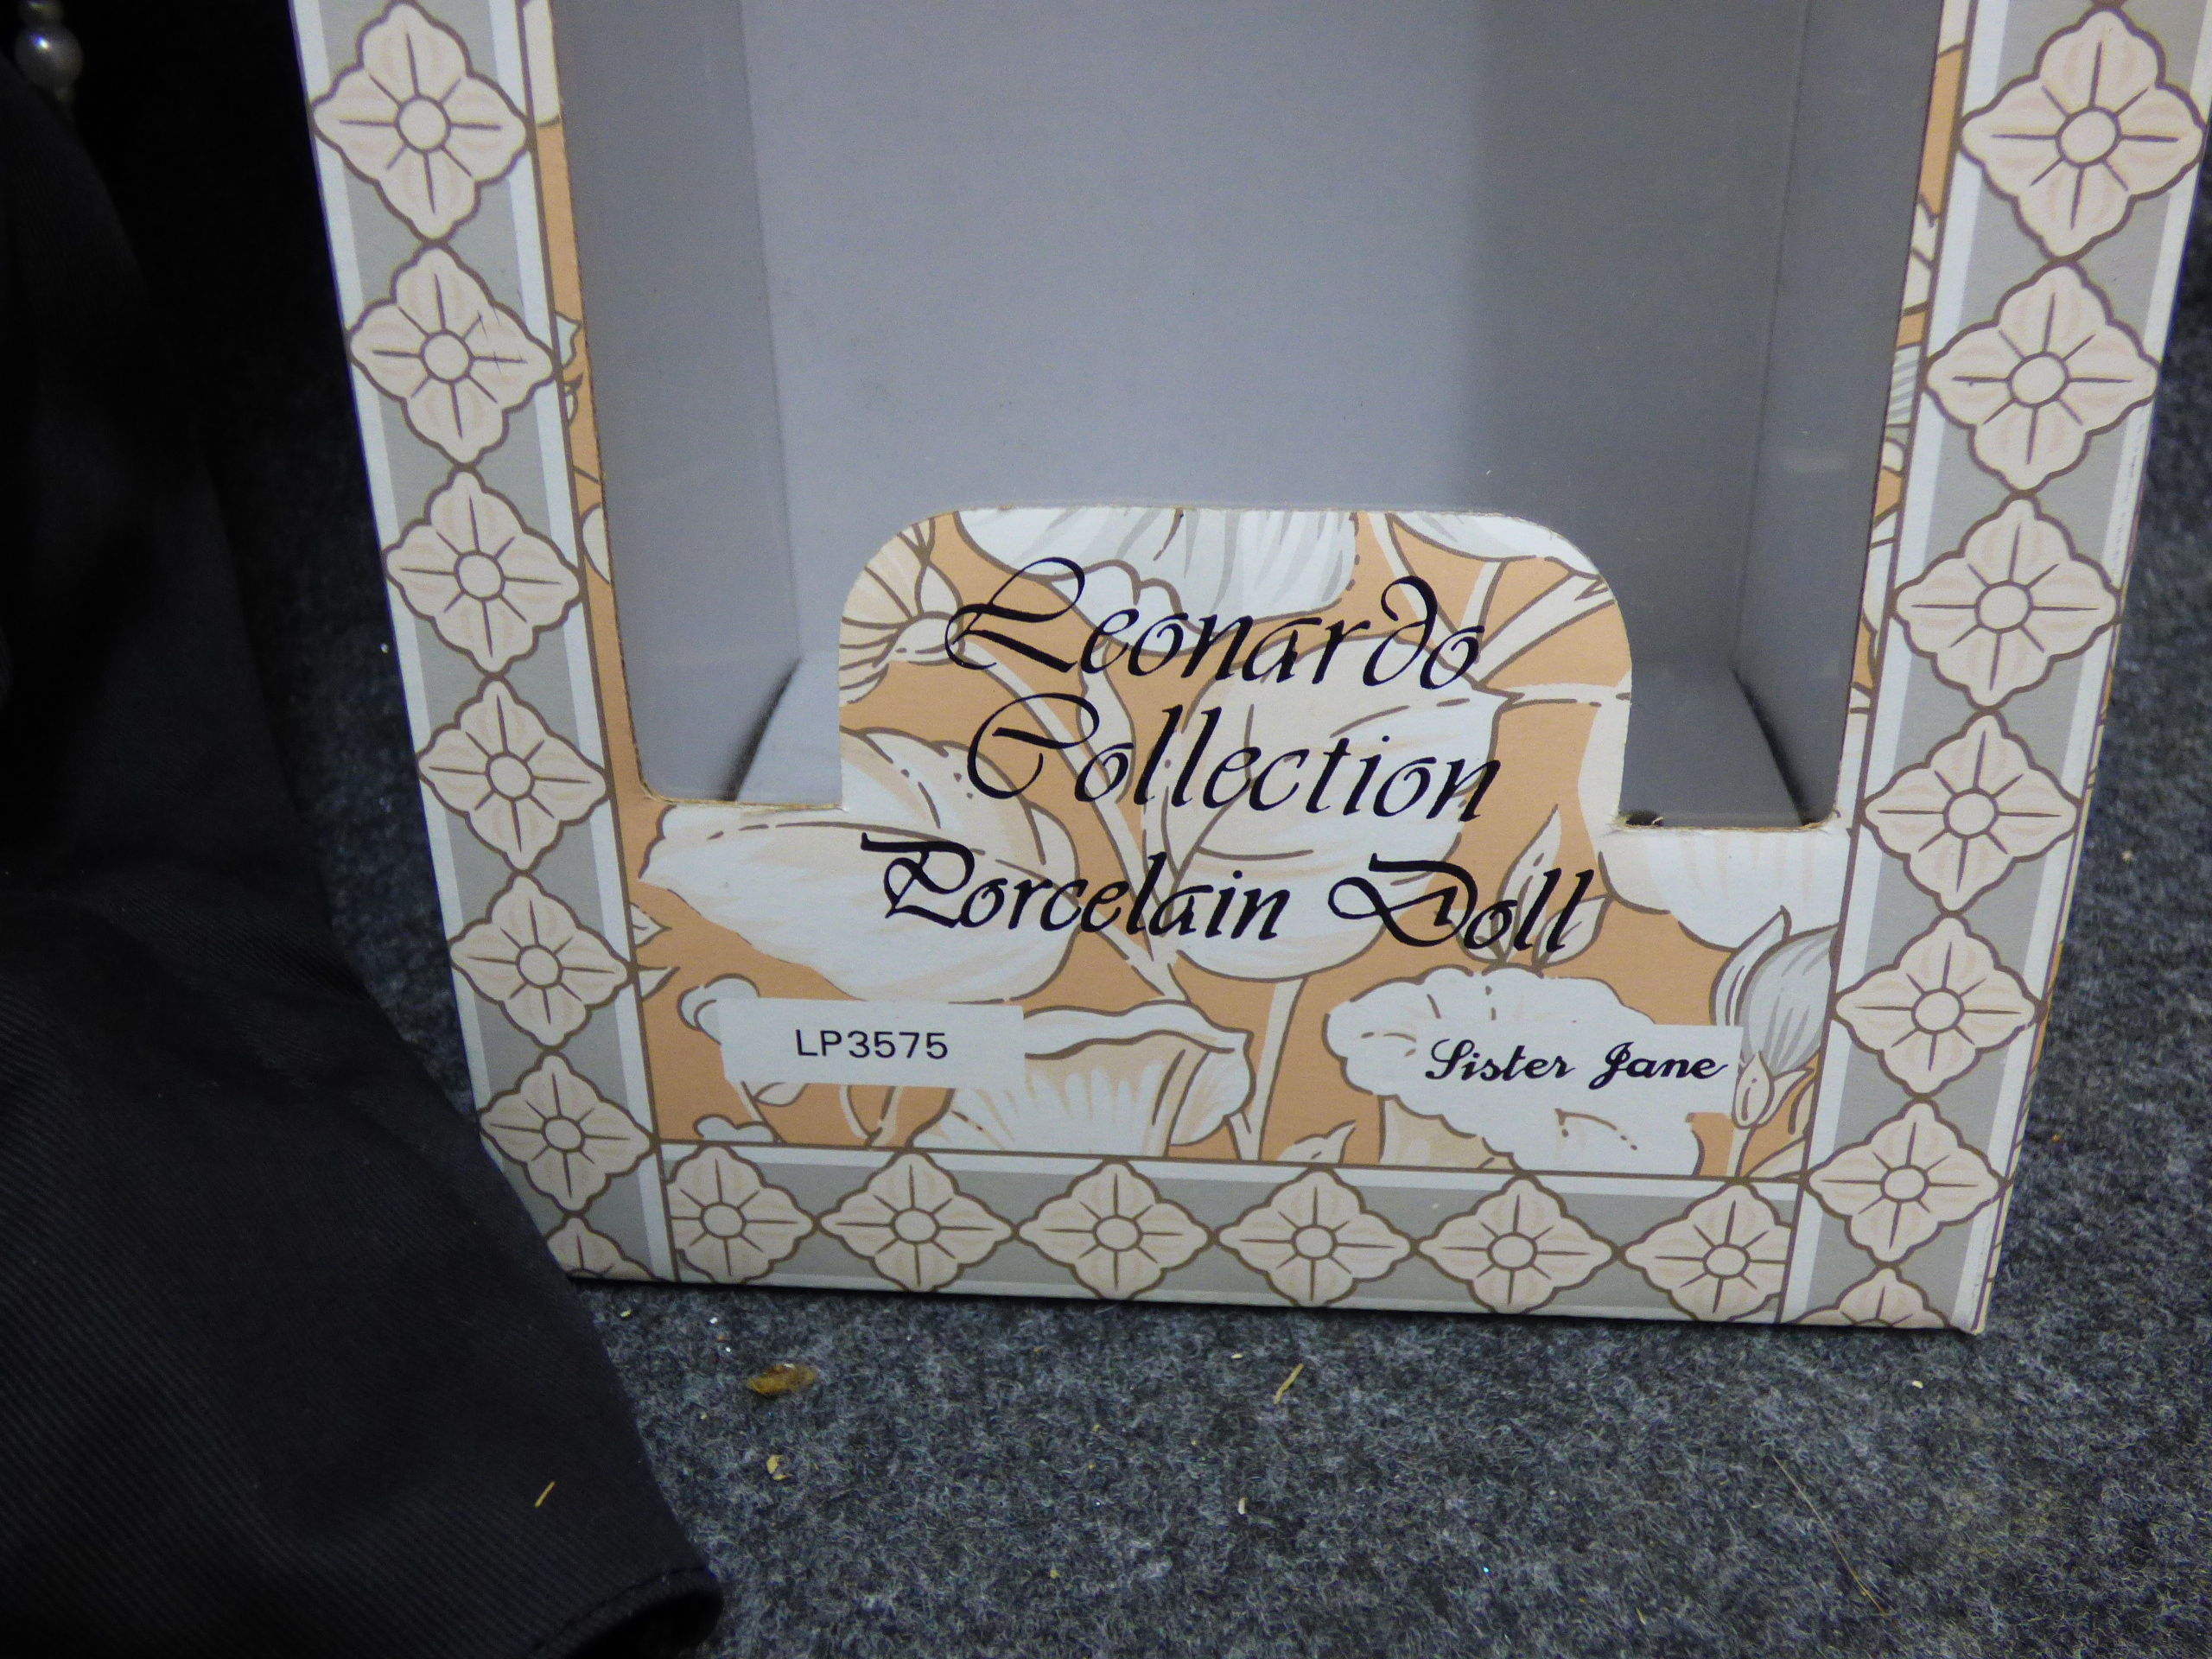 Leonardo
Collection
Porcelain Doll
LP3575
Sister Jane